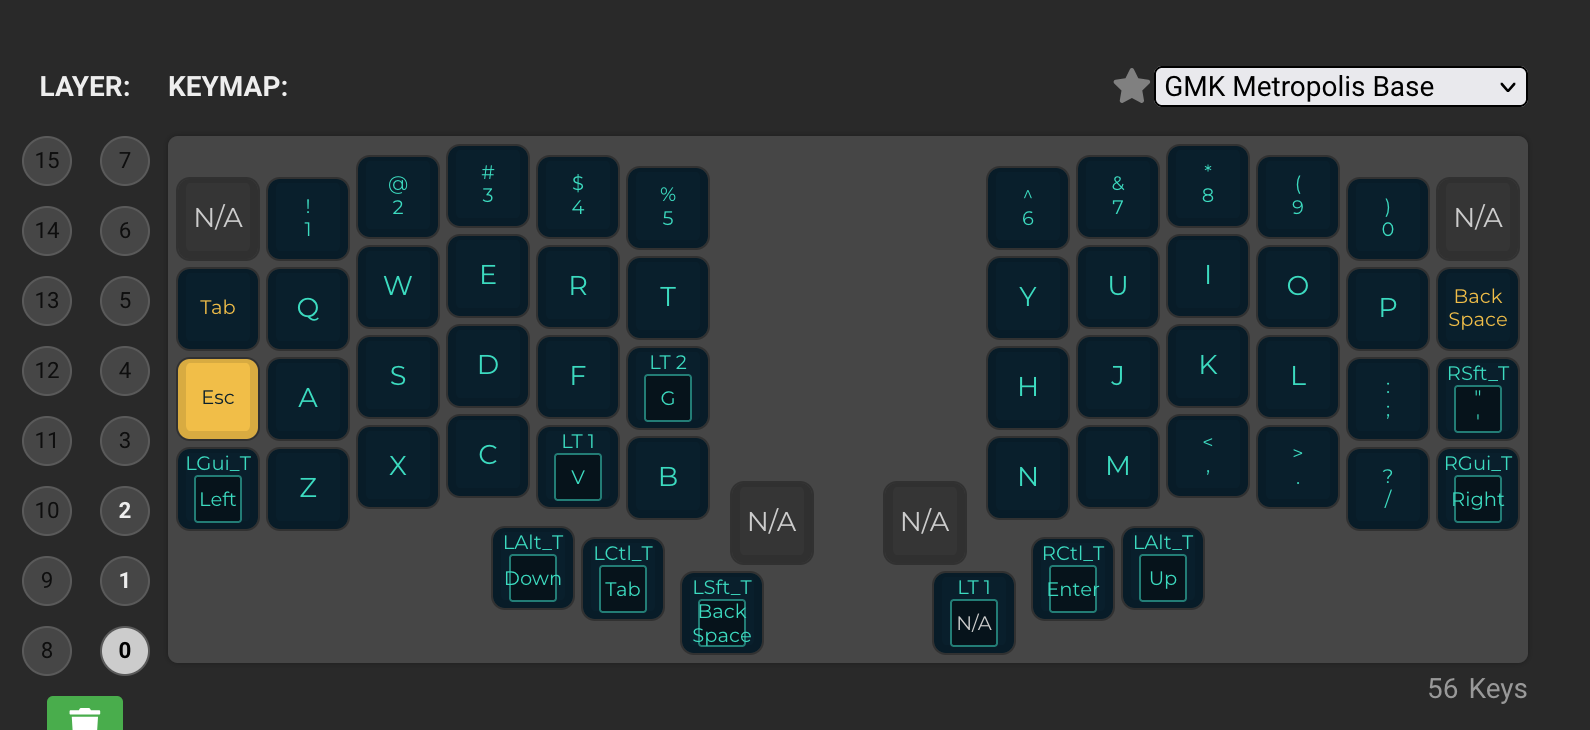 LAYER: KEYMAP: GMK Metropolis Base
15 7
14 6
13 5
12 4
11 3
10 2
9 1
8 0
N/A ! @ # $ % ^ & * ( ) N/A
1 2 3 4 5 6 7 8 9 0
Tab Q W E R T Y U I O P Back
Space
Esc A S D F LT 2 H J K L : RSft_T
G ; "
'
LGui_T Z X C LT 1 B N M < > ? RGui_T
Left V , . / Right
N/A N/A
LAlt_T LCtl_T LSft_T LT 1 RCtl_T LAlt_T
Down Tab Back N/A Enter Up
Space
56 Keys